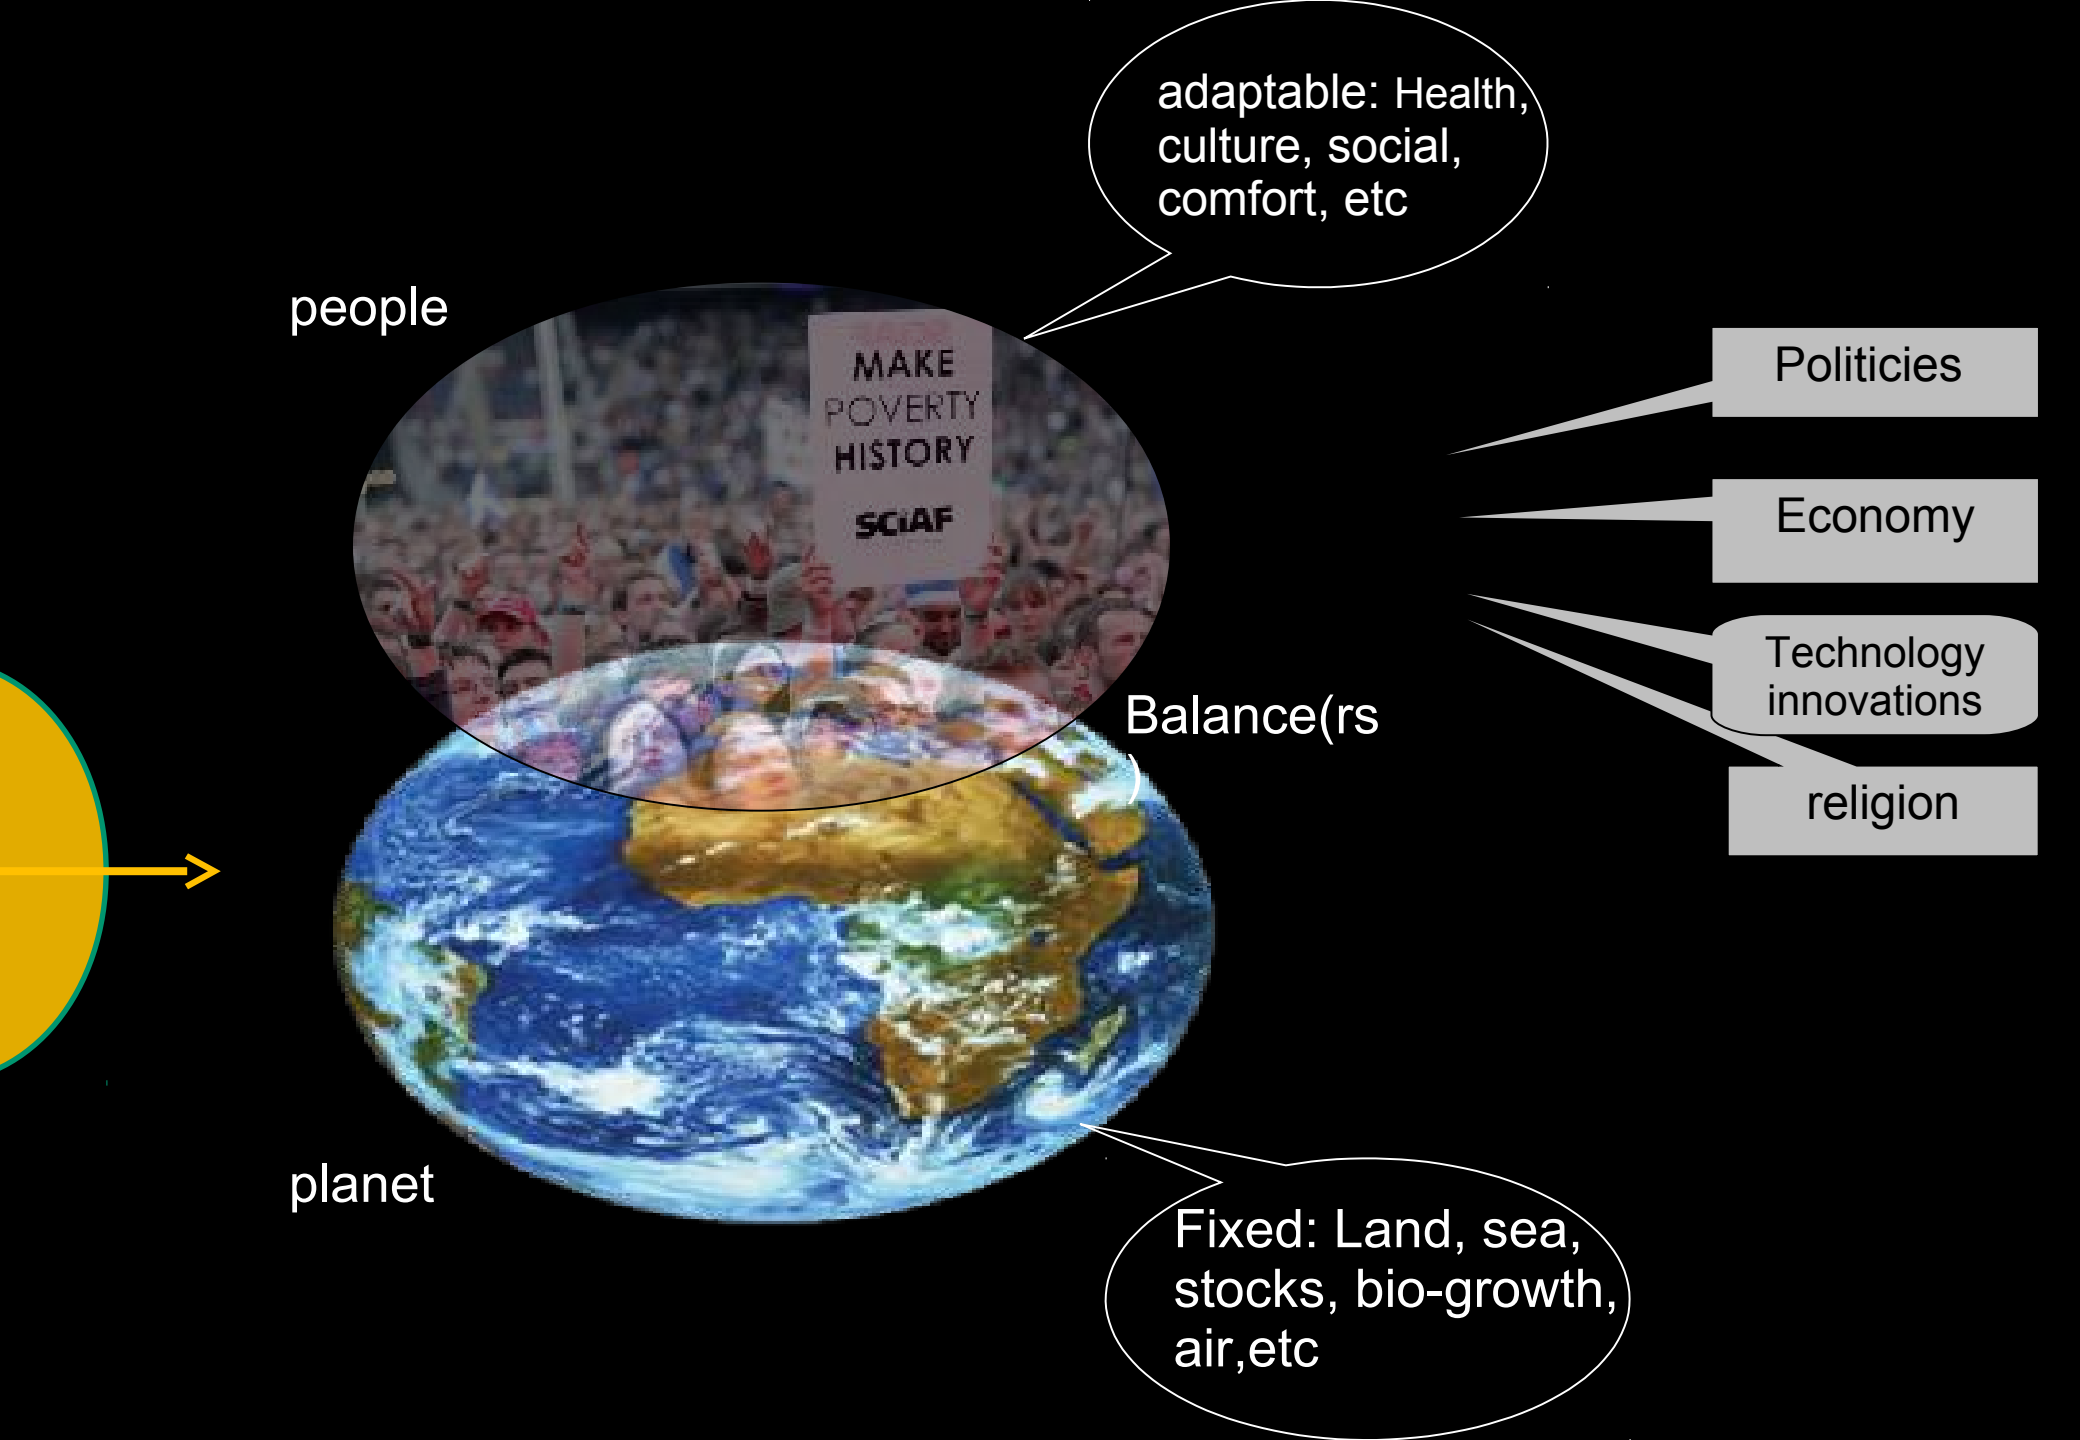 adaptable: Health,
culture, social,
comfort, etc
people
MAKE
POVERTY
HISTORY
SCIAF
Politicies
Economy
Technology
innovations
Balance(rs
)
religion
planet
Fixed: Land, sea,
stocks, bio-growth,
air,etc